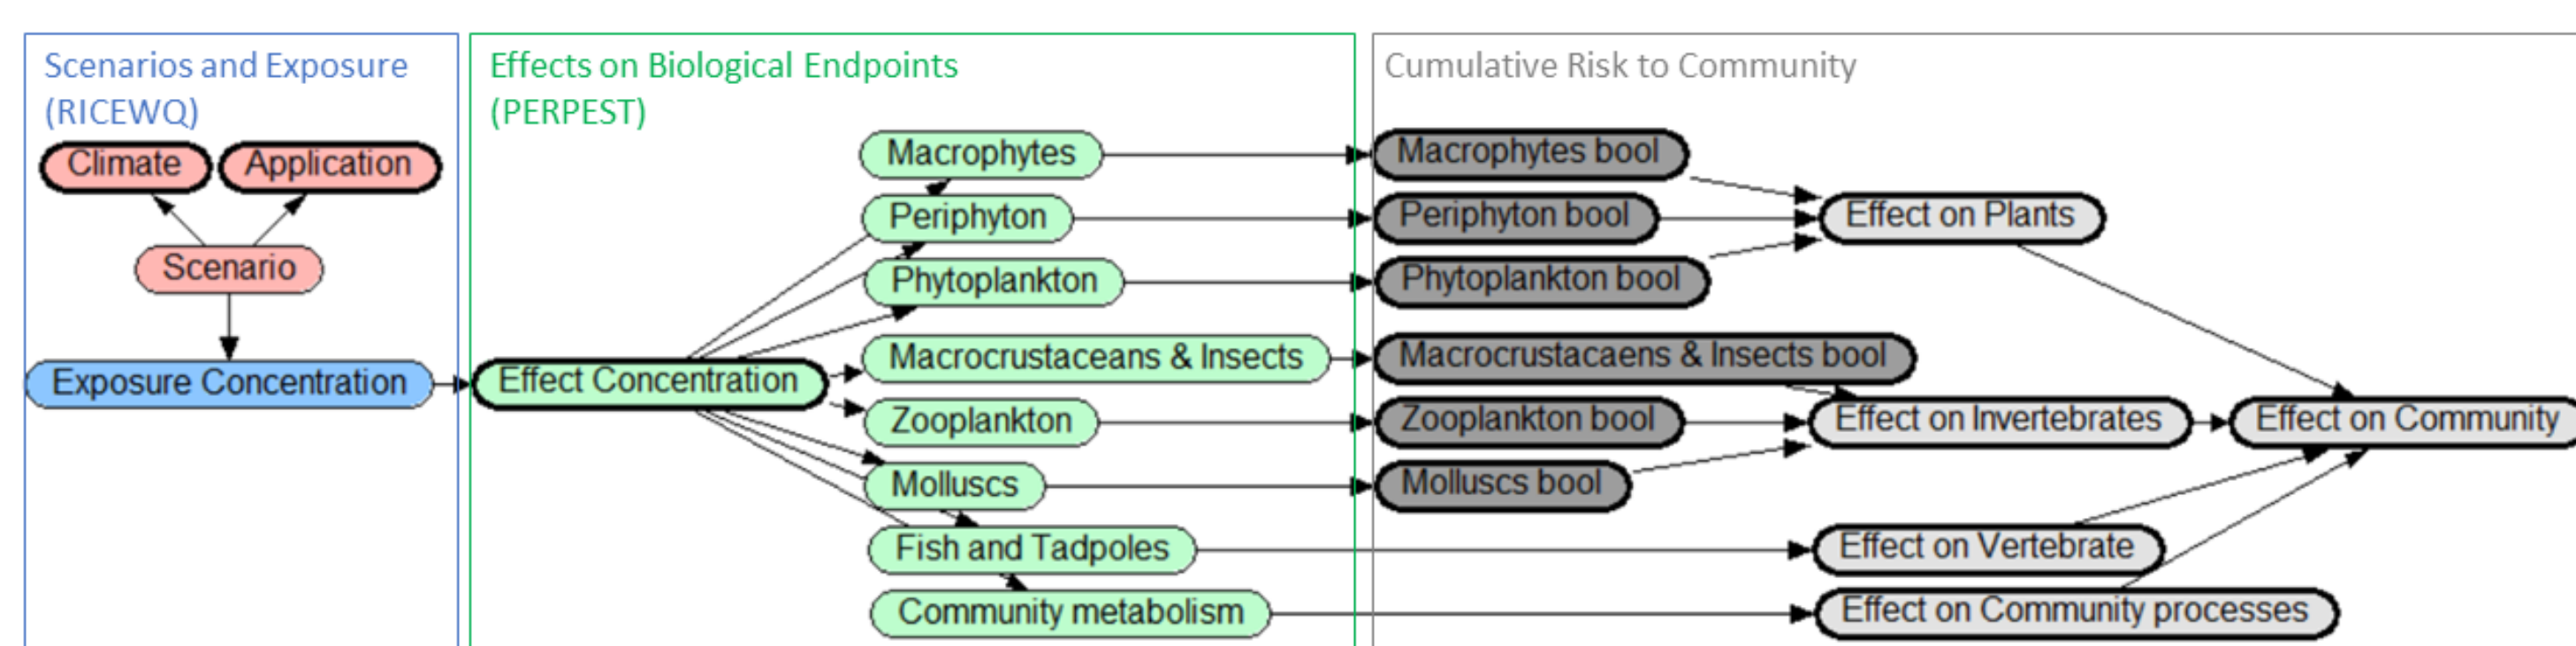 Scenarios and Exposure
(RICEWQ)
Climate
Application
Scenario
Exposure Concentration
Effects on Biological Endpoints
(PERPEST)
Effect Concentration
Macrophytes
Periphyton
Phytoplankton
Macrocrustaceans & Insects
Zooplankton
Molluscs
Fish and Tadpoles
Community metabolism
Cumulative Risk to Community
Macrophytes bool
Periphyton bool
Phytoplankton bool
Macrocrustacaens & Insects bool
Zooplankton bool
Molluscs bool
Effect on Plants
Effect on Invertebrates
Effect on Vertebrate
Effect on Community processes
Effect on Community